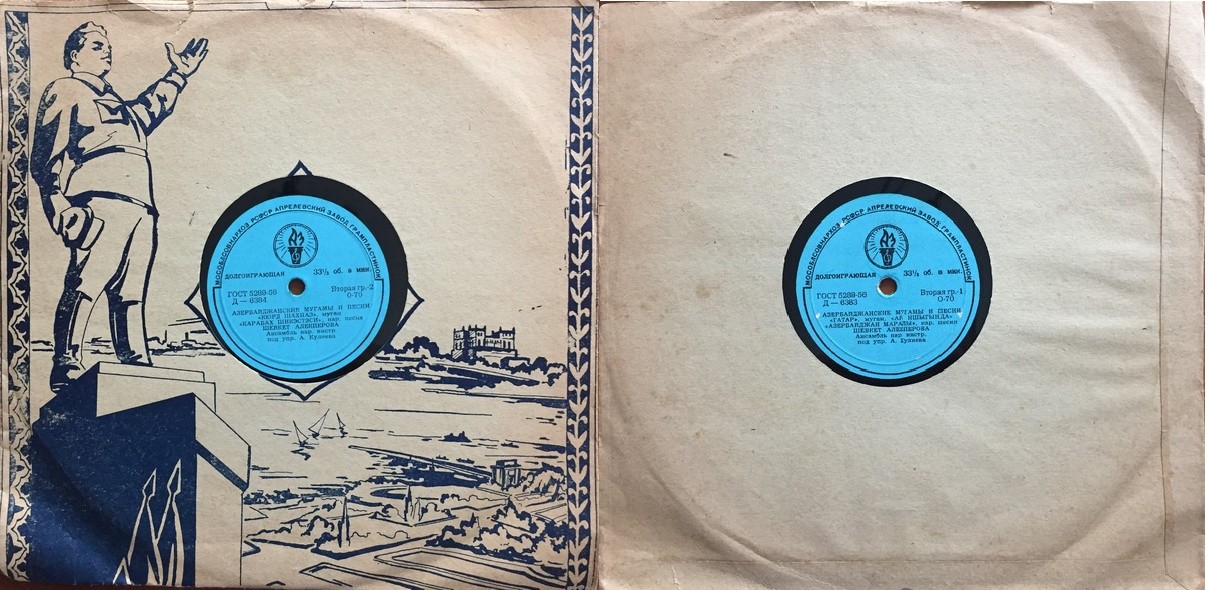 МОСОБЛСОВНАРХОЗ РСФСР АПРЕЛЕВСКИЙ ЗАВОД ГРАМПЛАСТИНОК
ДОЛГОИГРАЮЩАЯ 33⅓ об. в мин.
ГОСТ 5289-56 Вторая гр.-2
Д — 6384 0-70
АЗЕРБАЙДЖАНСКИЕ МУГАМЫ И ПЕСНИ
«КЮРД ШАХНАЗ», мугам
«КАРАБАХ ШИКЭСТЭСИ», нар. песня
ШЕВКЕТ АЛЕКПЕРОВА
Ансамбль нар. инстр.
под упр. А. Кулиева
МОСОБЛСОВНАРХОЗ РСФСР АПРЕЛЕВСКИЙ ЗАВОД ГРАМПЛАСТИНОК
ДОЛГОИГРАЮЩАЯ 33⅓ об. в мин.
ГОСТ 5289-56 Вторая гр.-1
Д — 6383 0-70
АЗЕРБАЙДЖАНСКИЕ МУГАМЫ И ПЕСНИ
«ГАТАР», мугам, «АЙ ИШЫГЫНДА»
«АЗЕРБАЙДЖАН МАРАЛЫ», нар. песни
ШЕВКЕТ АЛЕКПЕРОВА
Ансамбль нар. инстр.
под упр. А. Кулиева